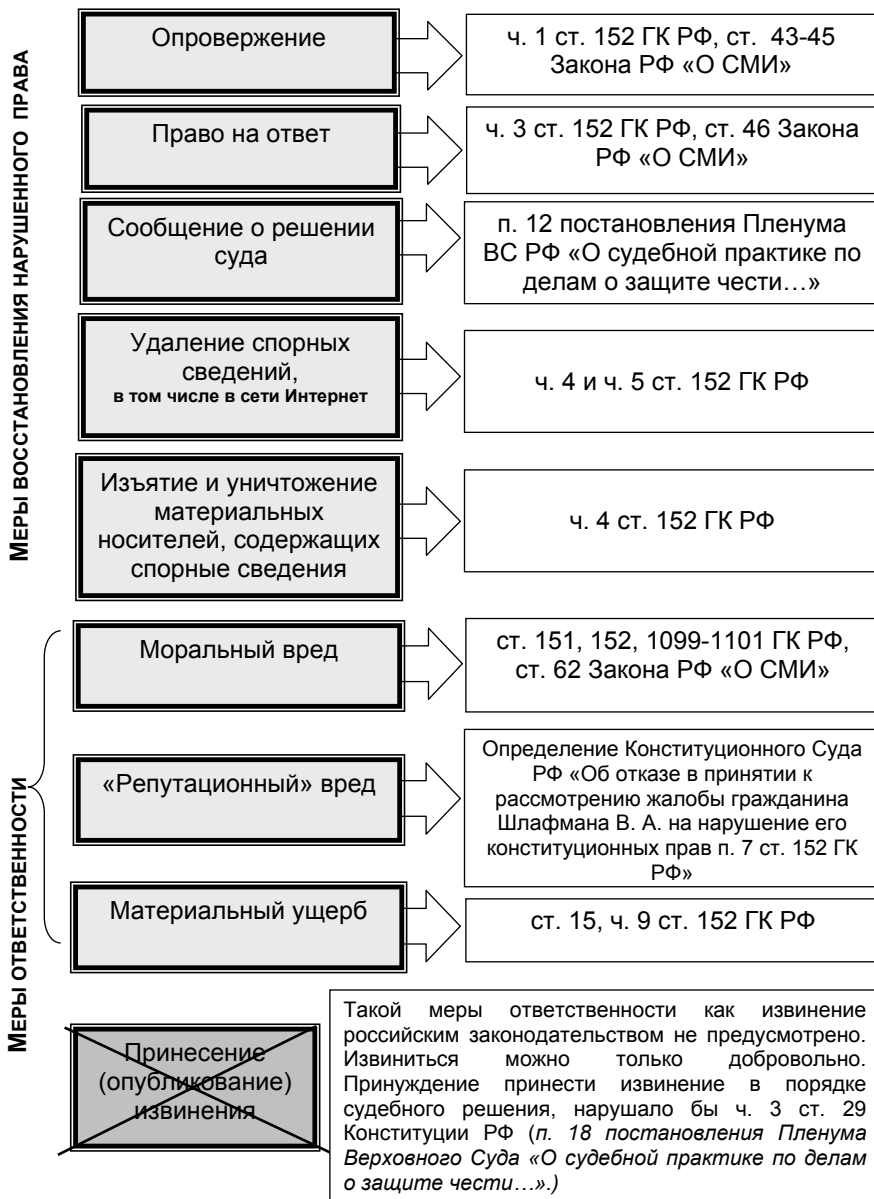 МЕРЫ ВОССТАНОВЛЕНИЯ НАРУШЕННОГО ПРАВА
Опровержение
ч. 1 ст. 152 ГК РФ, ст. 43-45
Закона РФ «О СМИ»
Право на ответ
ч. 3 ст. 152 ГК РФ, ст. 46 Закона
РФ «О СМИ»
Сообщение о решении
суда
п. 12 постановления Пленума
ВС РФ «О судебной практике по
делам о защите чести…»
Удаление спорных
сведений,
в том числе в сети Интернет
ч. 4 и ч. 5 ст. 152 ГК РФ
Изъятие и уничтожение
материальных
носителей, содержащих
спорные сведения
ч. 4 ст. 152 ГК РФ
МЕРЫ ОТВЕТСТВЕННОСТИ
Моральный вред
ст. 151, 152, 1099-1101 ГК РФ,
ст. 62 Закона РФ «О СМИ»
«Репутационный» вред
Определение Конституционного Суда
РФ «Об отказе в принятии к
рассмотрению жалобы гражданина
Шлафмана В. А. на нарушение его
конституционных прав п. 7 ст. 152 ГК
РФ»
Материальный ущерб
ст. 15, ч. 9 ст. 152 ГК РФ
Принесение
(опубликование)
извинения
Такой меры ответственности как извинение
российским законодательством не предусмотрено.
Извиниться можно только добровольно.
Принуждение принести извинение в порядке
судебного решения, нарушало бы ч. 3 ст. 29
Конституции РФ (п. 18 постановления Пленума
Верховного Суда «О судебной практике по делам
о защите чести…».)